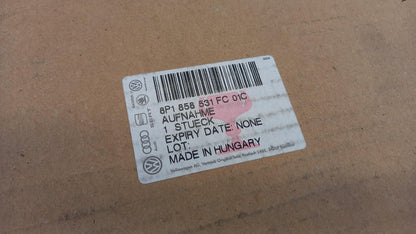 8P1 858 531 FC 01C
AUFNAHME
1 STUECK
EXPIRY DATE: NONE
LOT:
MADE IN HUNGARY